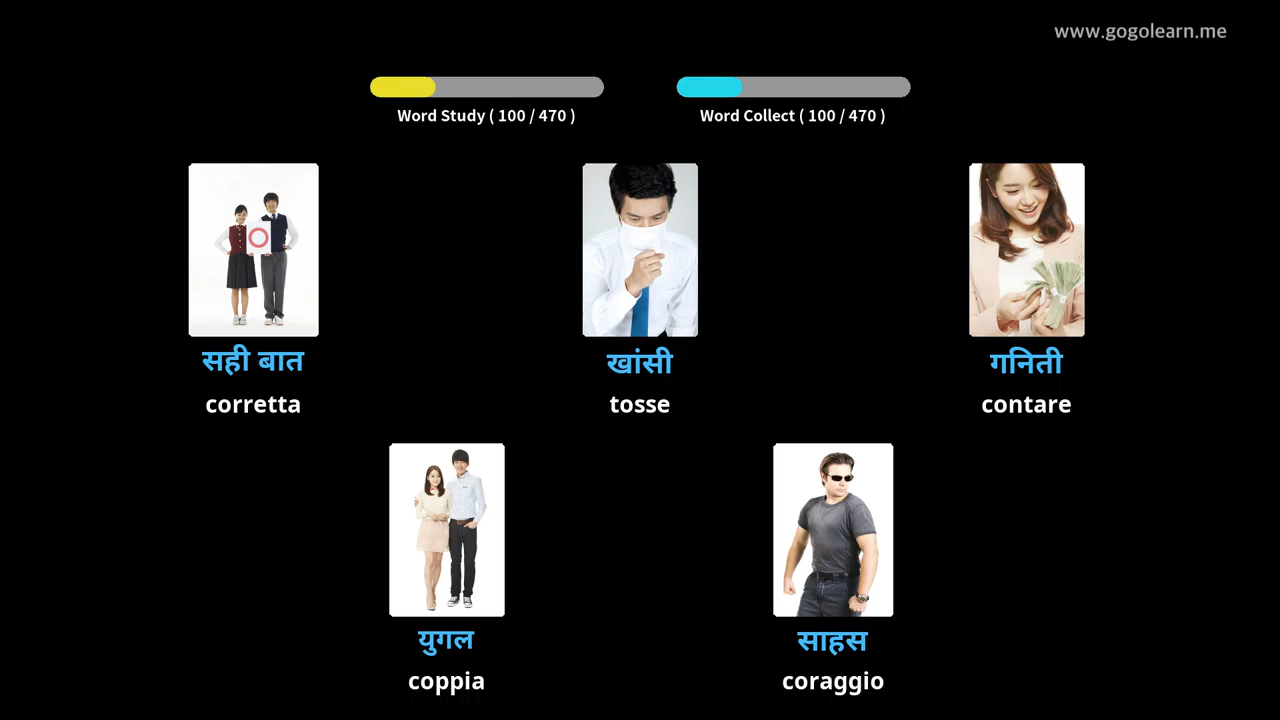 www.gogolearn.me
Word Study ( 100 / 470 )
Word Collect ( 100 / 470 )
सही बात
corretta
खांसी
tosse
गनिती
contare
युगल
coppia
साहस
coraggio